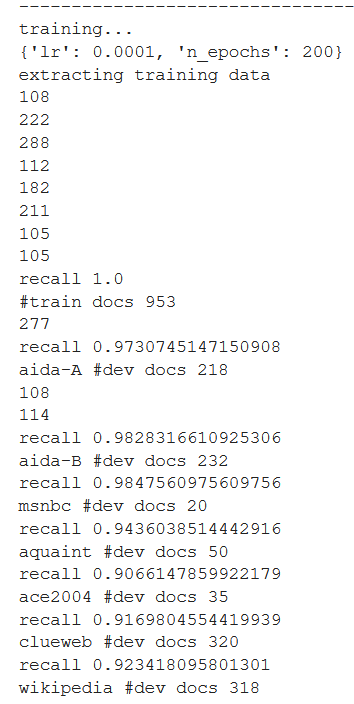 --------------------------------
training...
{'lr': 0.0001, 'n_epochs': 200}
extracting training data
108
222
288
112
182
211
105
105
recall 1.0
#train docs 953
277
recall 0.9730745147150908
aida-A #dev docs 218
108
114
recall 0.9828316610925306
aida-B #dev docs 232
recall 0.9847560975609756
msnbc #dev docs 20
recall 0.9436038514442916
aquaint #dev docs 50
recall 0.9066147859922179
ace2004 #dev docs 35
recall 0.9169804554419939
clueweb #dev docs 320
recall 0.923418095801301
wikipedia #dev docs 318